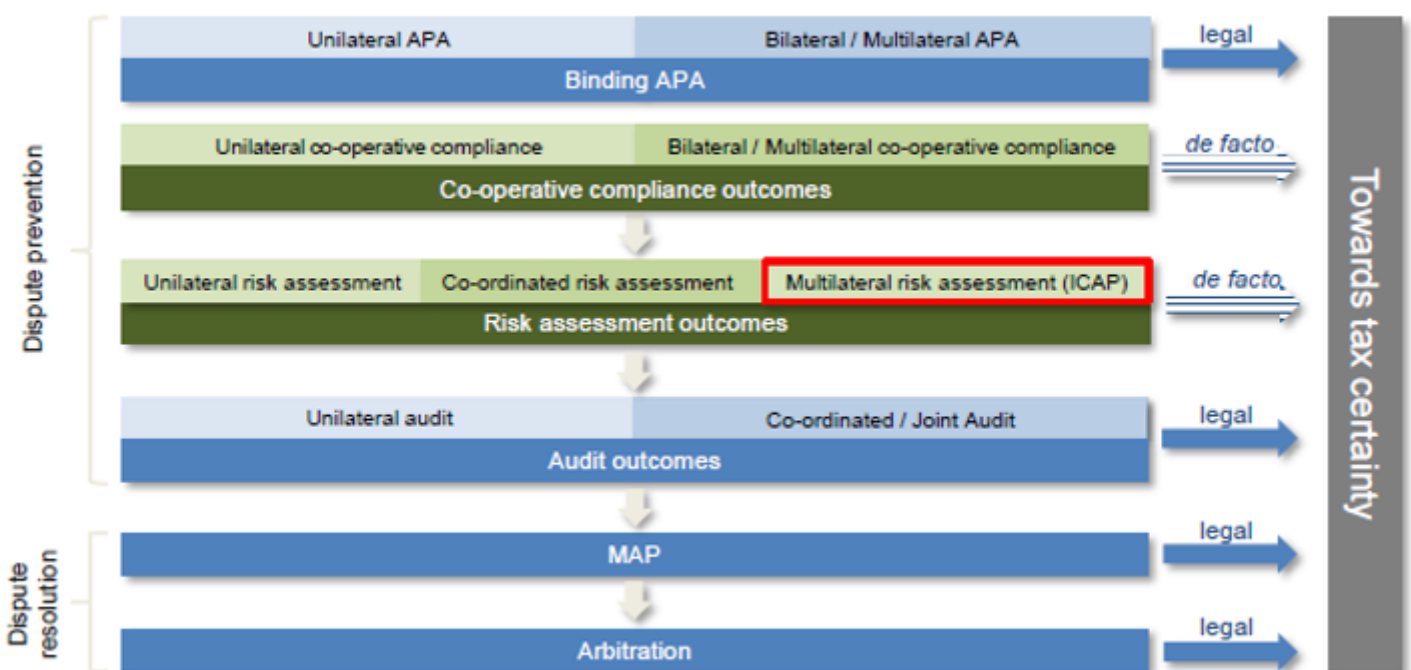 Unilateral APA
Bilateral / Multilateral APA
legal
Binding APA
Dispute prevention
Unilateral co-operative compliance
Bilateral / Multilateral co-operative compliance
de facto
Co-operative compliance outcomes
Unilateral risk assessment
Co-ordinated risk assessment
Multilateral risk assessment (ICAP)
de facto
Risk assessment outcomes
Unilateral audit
Co-ordinated / Joint Audit
legal
Audit outcomes
Dispute
resolution
MAP
legal
Arbitration
legal
Towards tax certainty